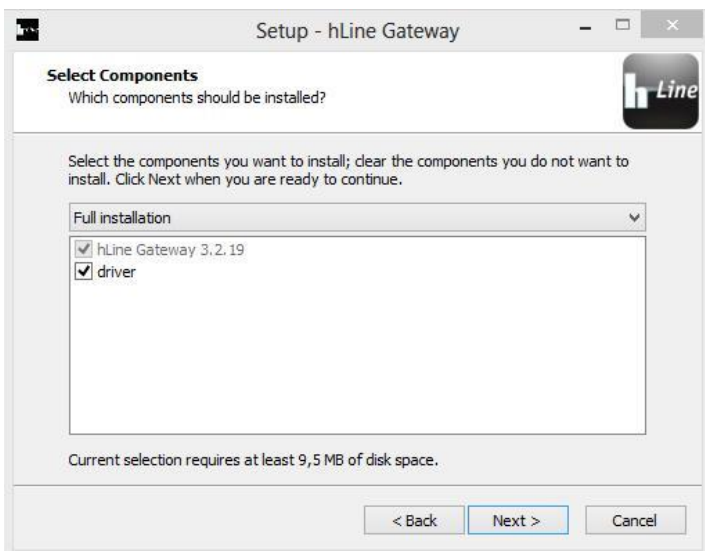 Setup - hLine Gateway
Select Components
Which components should be installed?
h Line
Select the components you want to install; clear the components you do not want to
install. Click Next when you are ready to continue.
Full installation
hLine Gateway 3.2.19
driver
Current selection requires at least 9,5 MB of disk space.
< Back
Next >
Cancel